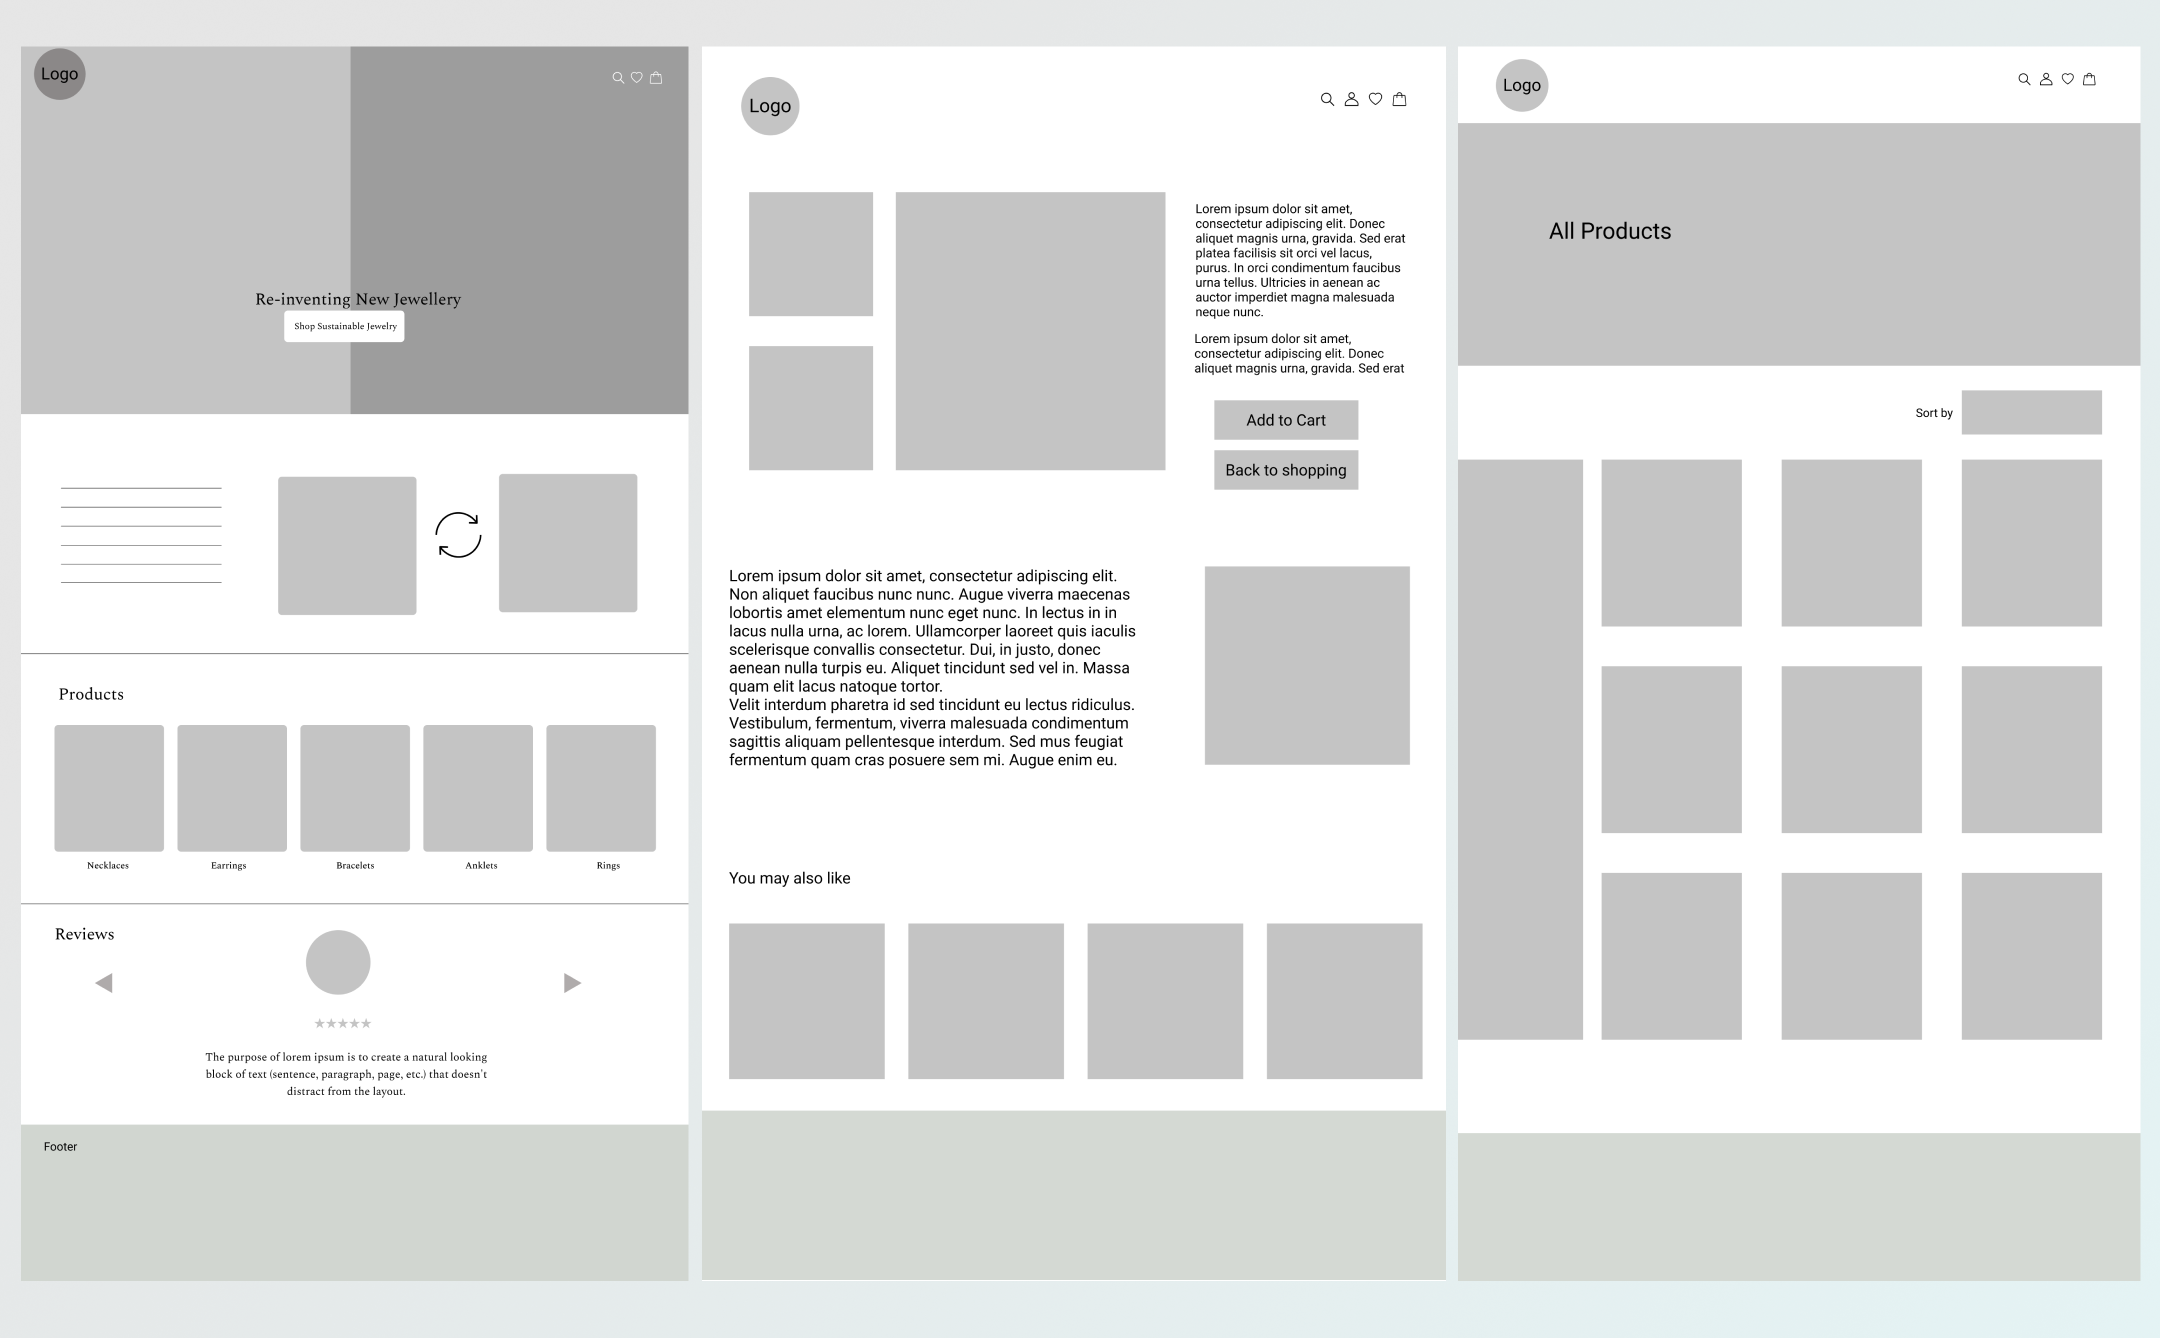 Logo
Re-inventing New Jewellery
Shop Sustainable Jewelry
Products
Necklaces
Earrings
Bracelets
Anklets
Rings
Reviews
The purpose of lorem ipsum is to create a natural looking
block of text (sentence, paragraph, page, etc.) that doesn't
distract from the layout.
Footer
Logo
Lorem ipsum dolor sit amet,
consectetur adipiscing elit. Donec
aliquet magnis urna, gravida. Sed erat
platea facilisis sit orci vel lacus,
purus. In orci condimentum faucibus
urna tellus. Ultricies in aenean ac
auctor imperdiet magna malesuada
neque nunc.
Lorem ipsum dolor sit amet,
consectetur adipiscing elit. Donec
aliquet magnis urna, gravida. Sed erat
Add to Cart
Back to shopping
Lorem ipsum dolor sit amet, consectetur adipiscing elit.
Non aliquet faucibus nunc nunc. Augue viverra maecenas
lobortis amet elementum nunc eget nunc. In lectus in in
lacus nulla urna, ac lorem. Ullamcorper laoreet quis iaculis
scelerisque convallis consectetur. Dui, in justo, donec
aenean nulla turpis eu. Aliquet tincidunt sed vel in. Massa
quam elit lacus natoque tortor.
Velit interdum pharetra id sed tincidunt eu lectus ridiculus.
Vestibulum, fermentum, viverra malesuada condimentum
sagittis aliquam pellentesque interdum. Sed mus feugiat
fermentum quam cras posuere sem mi. Augue enim eu.
You may also like
Logo
All Products
Sort by